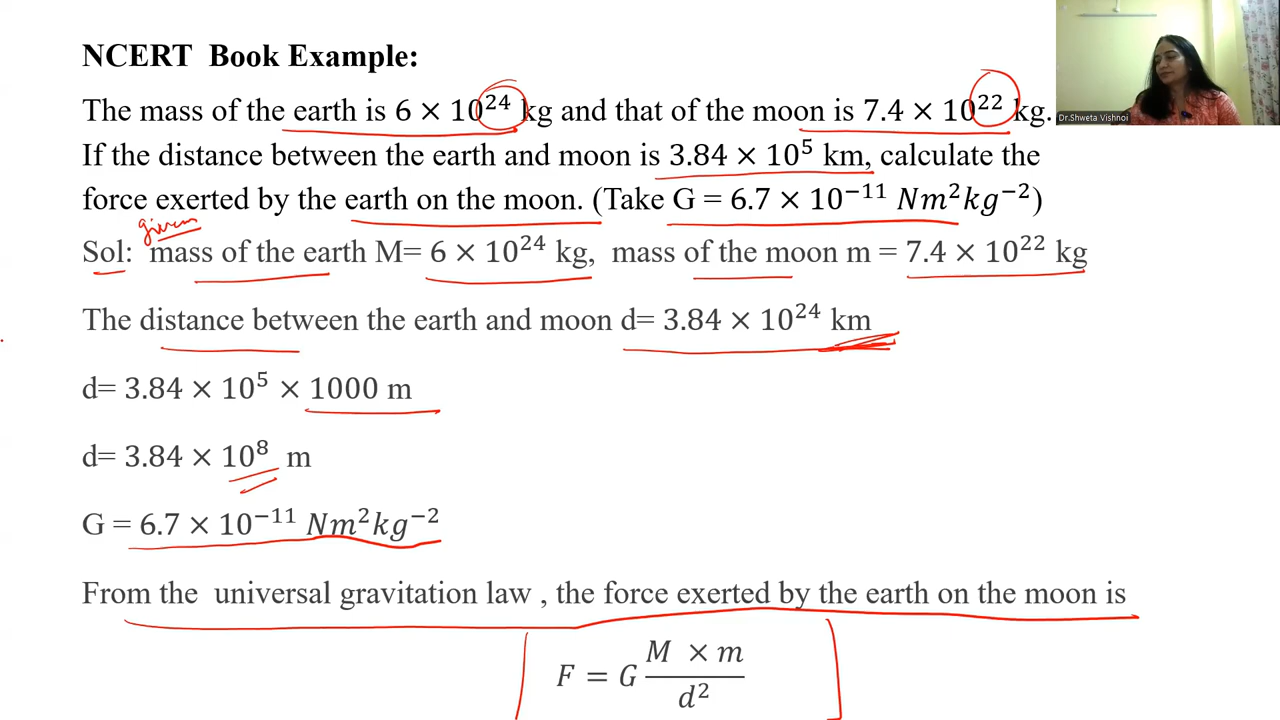 NCERT Book Example:
The mass of the earth is 6 × 10²⁴ kg and that of the moon is 7.4 × 10²² kg.
If the distance between the earth and moon is 3.84 × 10⁵ km, calculate the
force exerted by the earth on the moon. (Take G = 6.7 × 10⁻¹¹ Nm²kg⁻²)
given
Sol: mass of the earth M= 6 × 10²⁴ kg, mass of the moon m = 7.4 × 10²² kg
The distance between the earth and moon d= 3.84 × 10²⁴ km
d= 3.84 × 10⁵ × 1000 m
d= 3.84 × 10⁸ m
G = 6.7 × 10⁻¹¹ Nm²kg⁻²
From the universal gravitation law , the force exerted by the earth on the moon is
F = G M × m / d²
Dr.Shweta Vishnoi